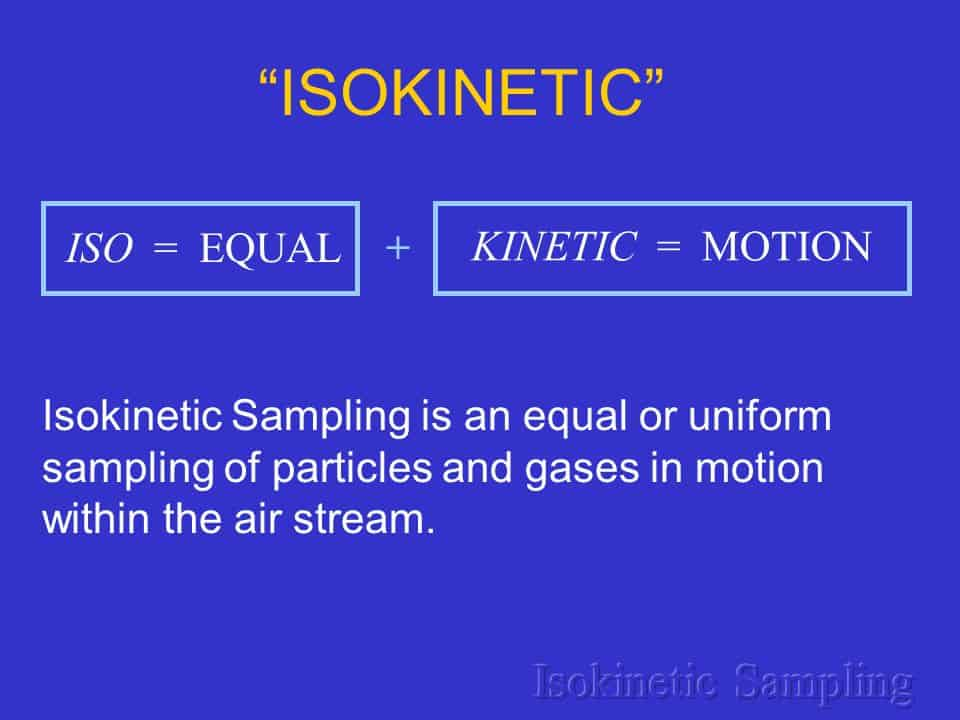 “ISOKINETIC”
ISO = EQUAL + KINETIC = MOTION
Isokinetic Sampling is an equal or uniform
sampling of particles and gases in motion
within the air stream.
Isokinetic Sampling